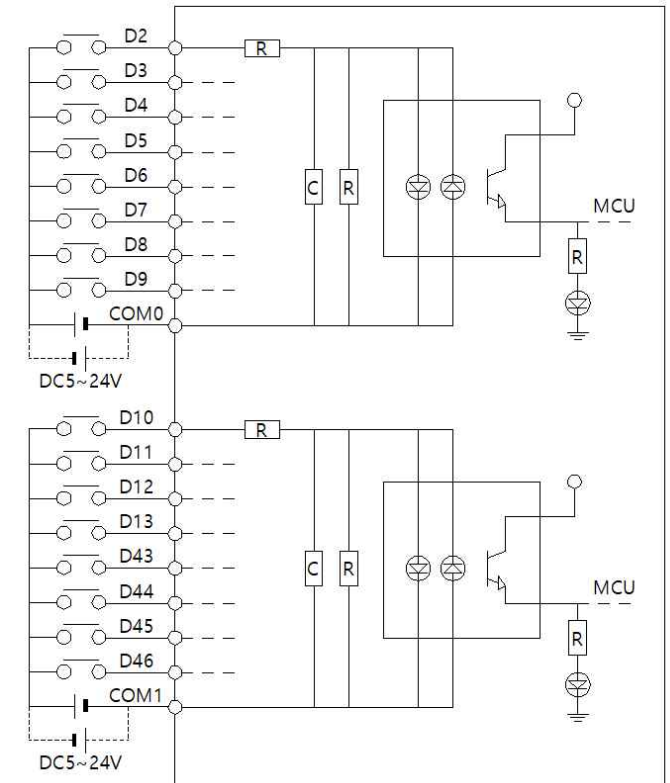 D2
R
D3
D4
D5
D6
C R
D7
MCU
D8
R
D9
COM0
DC5~24V
D10
R
D11
D12
D13
D43
C R
D44
MCU
D45
R
D46
COM1
DC5~24V